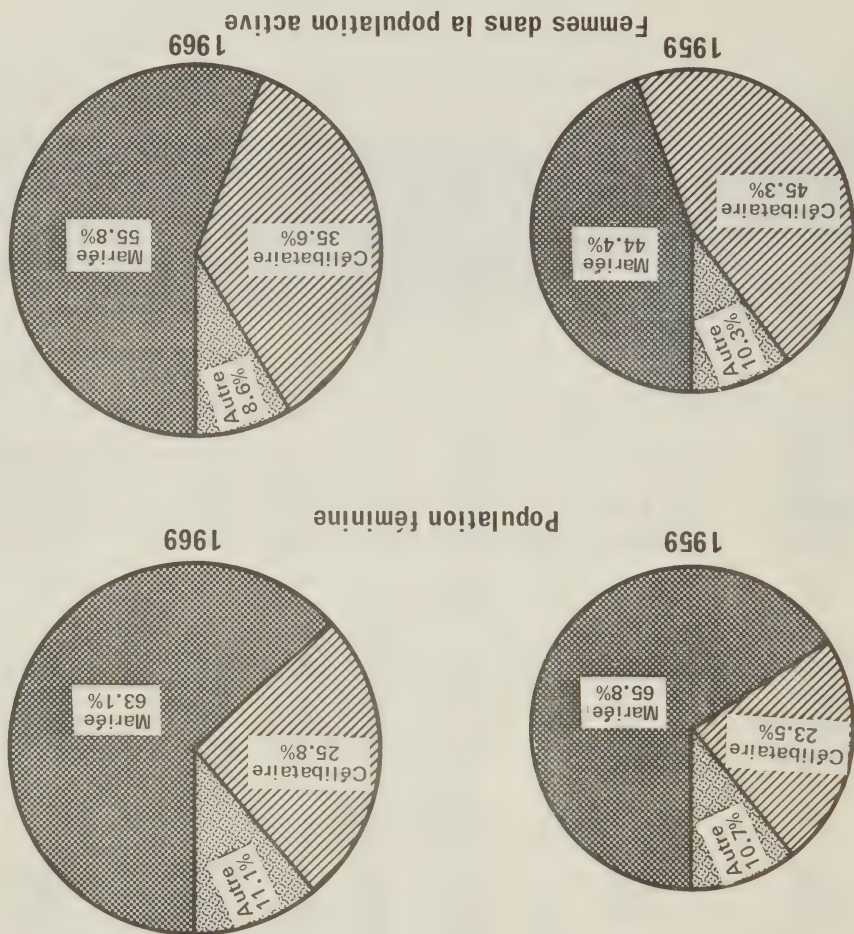 Autre
10.7%
Célibataire
23.5%
Mariée
65.8%
1959
Autre
11.1%
Célibataire
25.8%
Mariée
63.1%
1969
Population féminine
Autre
10.3%
Célibataire
45.3%
Mariée
44.4%
1959
Autre
8.6%
Célibataire
35.6%
Mariée
55.8%
1969
Femmes dans la population active